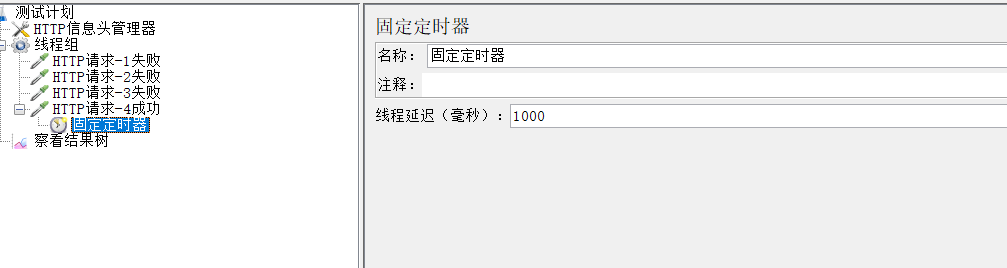 测试计划
HTTP信息头管理器
线程组
HTTP请求-1失败
HTTP请求-2失败
HTTP请求-3失败
HTTP请求-4成功
固定定时器
察看结果树
固定定时器
名称： 固定定时器
注释：
线程延迟（毫秒）： 1000